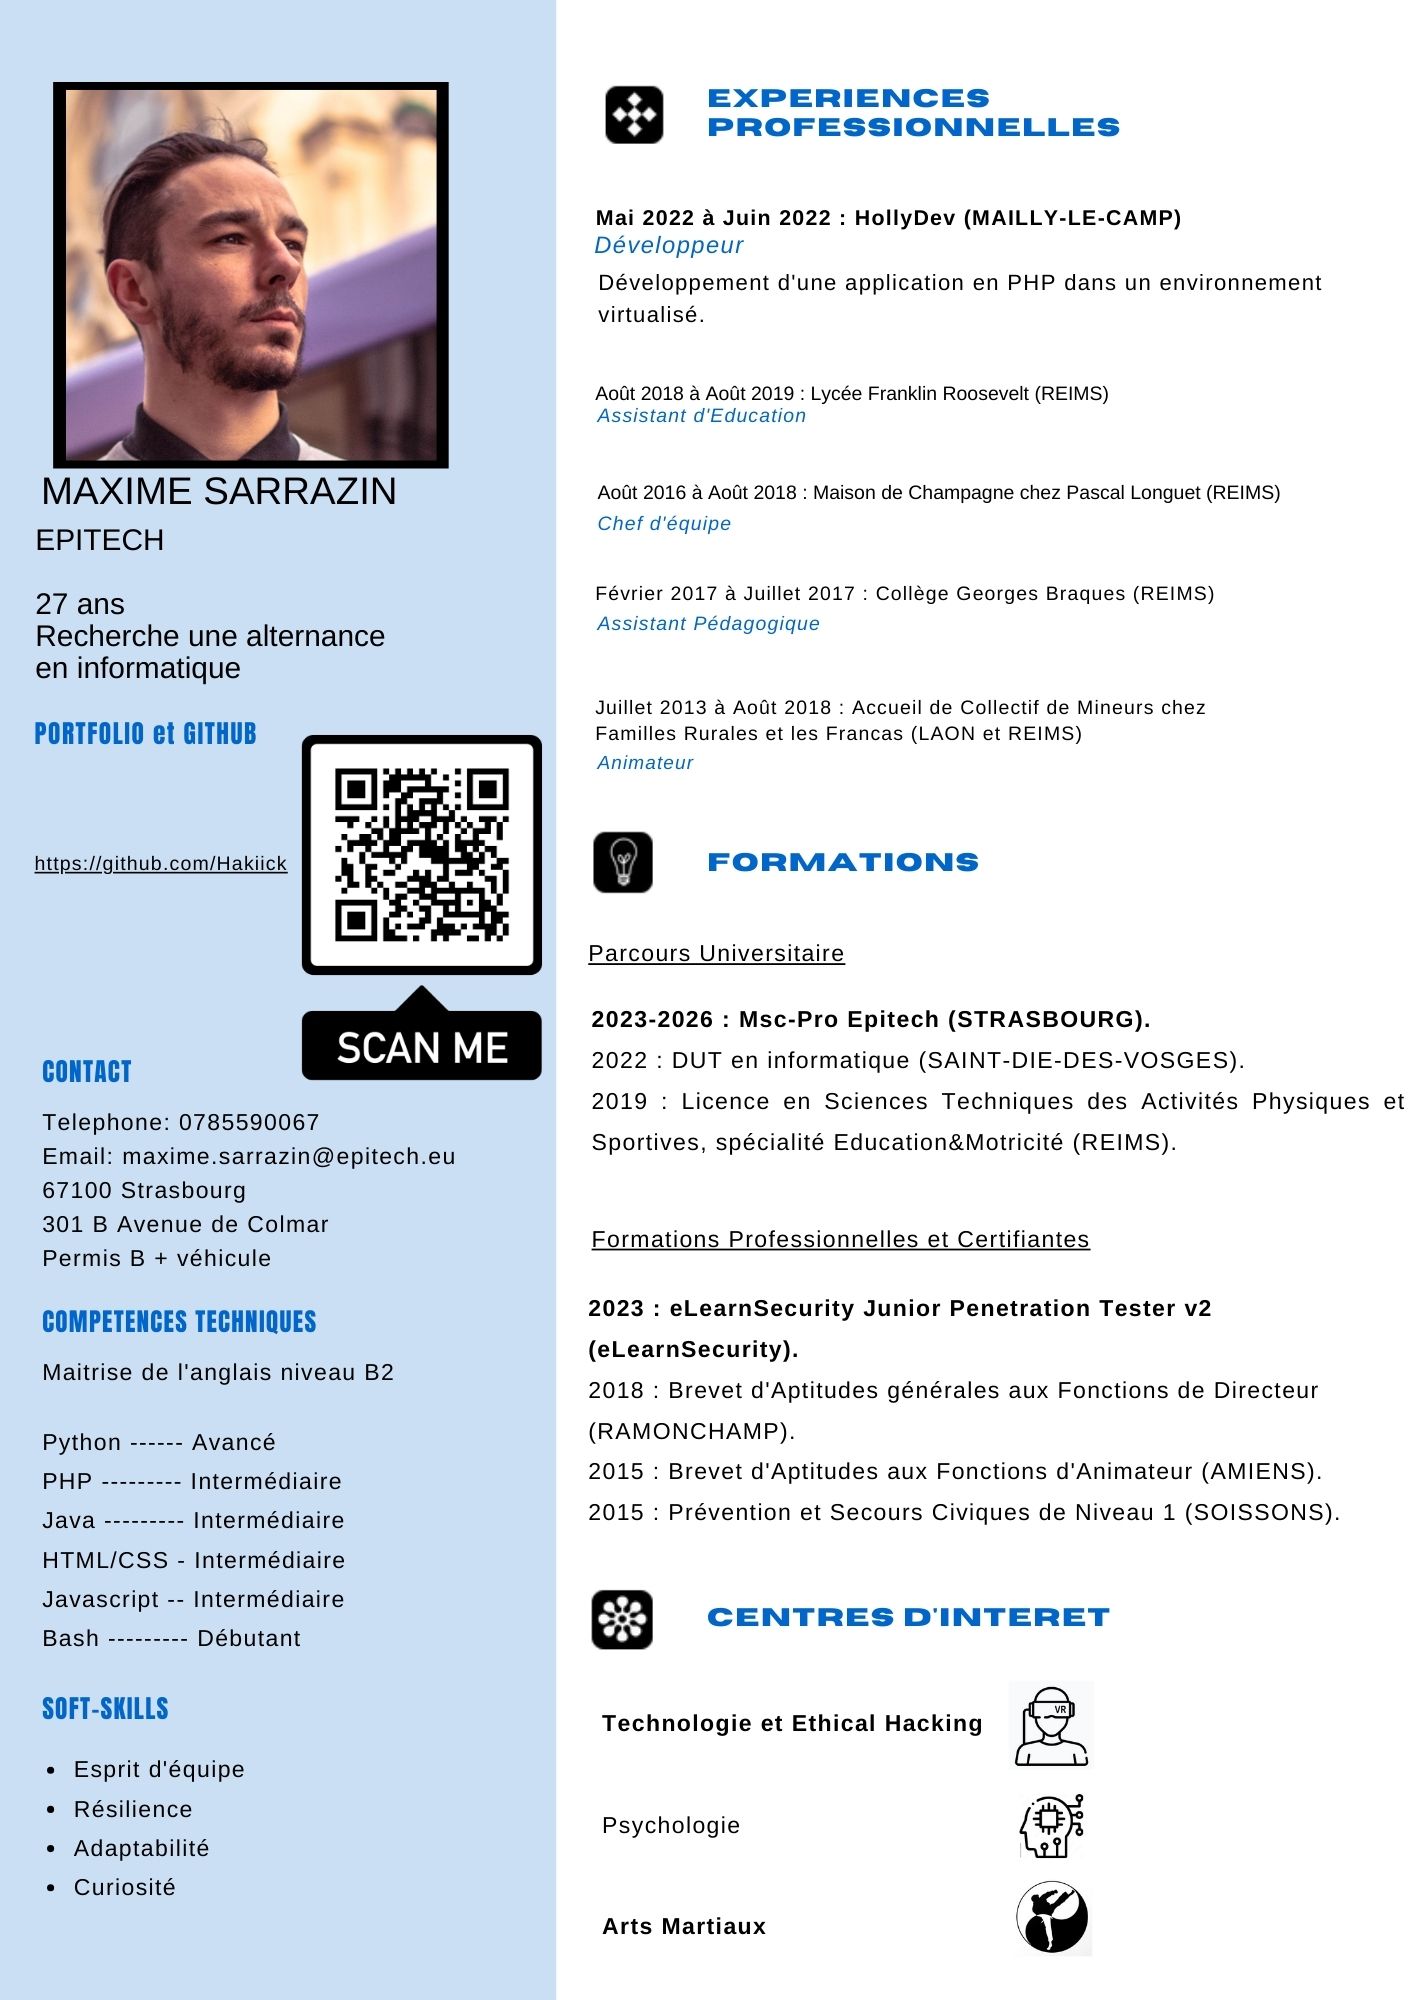 MAXIME SARRAZIN
EPITECH
27 ans
Recherche une alternance
en informatique
PORTFOLIO et GITHUB
https://github.com/Hakiick
SCAN ME
CONTACT
Telephone: 0785590067
Email: maxime.sarrazin@epitech.eu
67100 Strasbourg
301 B Avenue de Colmar
Permis B + véhicule
COMPETENCES TECHNIQUES
Maitrise de l'anglais niveau B2
Python ------ Avancé
PHP --------- Intermédiaire
Java --------- Intermédiaire
HTML/CSS - Intermédiaire
Javascript -- Intermédiaire
Bash --------- Débutant
SOFT-SKILLS
• Esprit d'équipe
• Résilience
• Adaptabilité
• Curiosité
EXPERIENCES
PROFESSIONNELLES
Mai 2022 à Juin 2022 : HollyDev (MAILLY-LE-CAMP)
Développeur
Développement d'une application en PHP dans un environnement
virtualisé.
Août 2018 à Août 2019 : Lycée Franklin Roosevelt (REIMS)
Assistant d'Education
Août 2016 à Août 2018 : Maison de Champagne chez Pascal Longuet (REIMS)
Chef d'équipe
Février 2017 à Juillet 2017 : Collège Georges Braques (REIMS)
Assistant Pédagogique
Juillet 2013 à Août 2018 : Accueil de Collectif de Mineurs chez
Familles Rurales et les Francas (LAON et REIMS)
Animateur
FORMATIONS
Parcours Universitaire
2023-2026 : Msc-Pro Epitech (STRASBOURG).
2022 : DUT en informatique (SAINT-DIE-DES-VOSGES).
2019 : Licence en Sciences Techniques des Activités Physiques et
Sportives, spécialité Education&Motricité (REIMS).
Formations Professionnelles et Certifiantes
2023 : eLearnSecurity Junior Penetration Tester v2
(eLearnSecurity).
2018 : Brevet d'Aptitudes générales aux Fonctions de Directeur
(RAMONCHAMP).
2015 : Brevet d'Aptitudes aux Fonctions d'Animateur (AMIENS).
2015 : Prévention et Secours Civiques de Niveau 1 (SOISSONS).
CENTRES D'INTERET
Technologie et Ethical Hacking
VR
Psychologie
Arts Martiaux